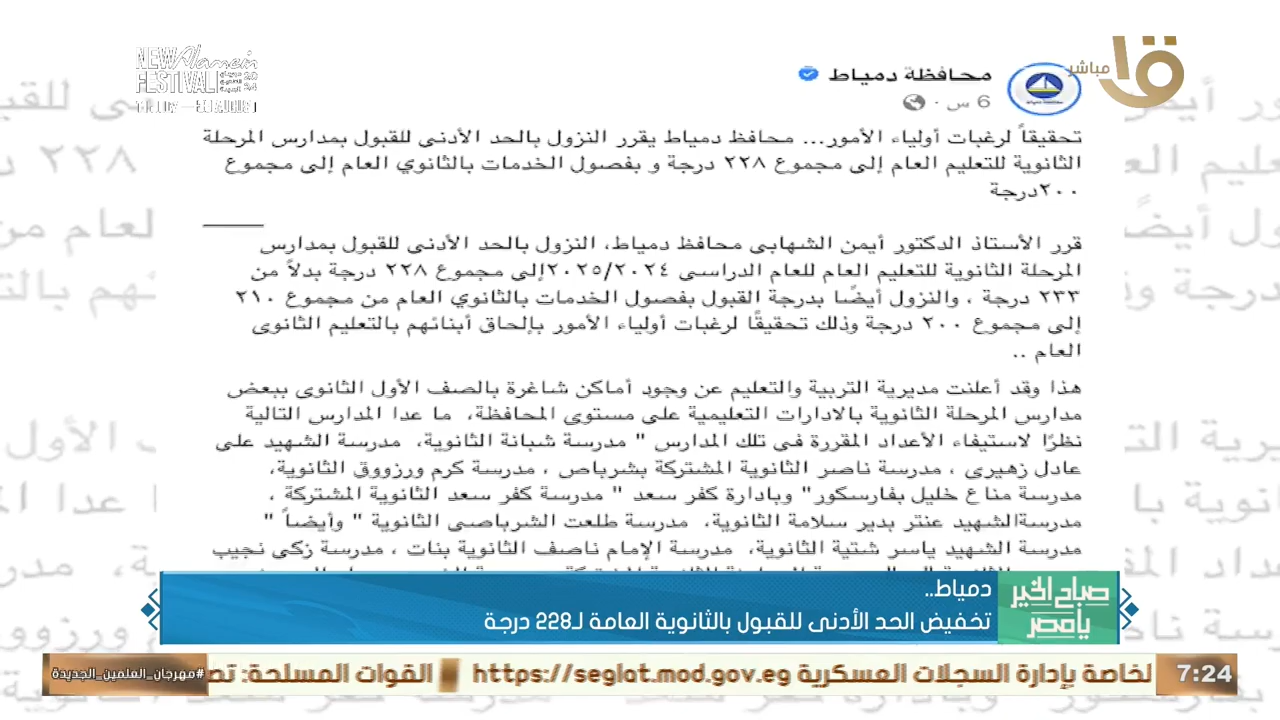 NEW Alamein
FESTIVAL
مباشر
محافظة دمياط
6 س ·
تحقيقاً لرغبات أولياء الأمور... محافظ دمياط يقرر النزول بالحد الأدنى للقبول بمدارس المرحلة
الثانوية للتعليم العام إلى مجموع ٢٢٨ درجة و بفصول الخدمات بالثانوي العام إلى مجموع
٢٠٠درجة
قرر الأستاذ الدكتور أيمن الشهابى محافظ دمياط، النزول بالحد الأدنى للقبول بمدارس
المرحلة الثانوية للتعليم العام للعام الدراسى ٢٠٢٥/٢٠٢٤إلى مجموع ٢٢٨ درجة بدلاً من
٢٣٣ درجة ، والنزول أيضًا بدرجة القبول بفصول الخدمات بالثانوي العام من مجموع ٢١٠
إلى مجموع ٢٠٠ درجة وذلك تحقيقًا لرغبات أولياء الأمور بإلحاق أبنائهم بالتعليم الثانوى
العام ..
هذا وقد أعلنت مديرية التربية والتعليم عن وجود أماكن شاغرة بالصف الأول الثانوى ببعض
مدارس المرحلة الثانوية بالادارات التعليمية على مستوى المحافظة، ما عدا المدارس التالية
نظرًا لاستيفاء الأعداد المقررة فى تلك المدارس " مدرسة شبانة الثانوية، مدرسة الشهيد على
عادل زهيرى ، مدرسة ناصر الثانوية المشتركة بشرباص ، مدرسة كرم ورزووق الثانوية،
مدرسة مناع خليل بفارسكور" وبادارة كفر سعد " مدرسة كفر سعد الثانوية المشتركة ،
مدرسةالشهيد عنتر بدير سلامة الثانوية، مدرسة طلعت الشرباصى الثانوية " وأيضاً "
مدرسة الشهيد ياسر شتية الثانوية، مدرسة الإمام ناصف الثانوية بنات ، مدرسة زكى نجيب
صباح الخير يا مصر
دمياط..
تخفيض الحد الأدنى للقبول بالثانوية العامة لـ228 درجة
7:24
لخاصة بإدارة السجلات العسكرية https://seglat.mod.gov.eg القوات المسلحة: تص
#مهرجان_العلمين_الجديدة